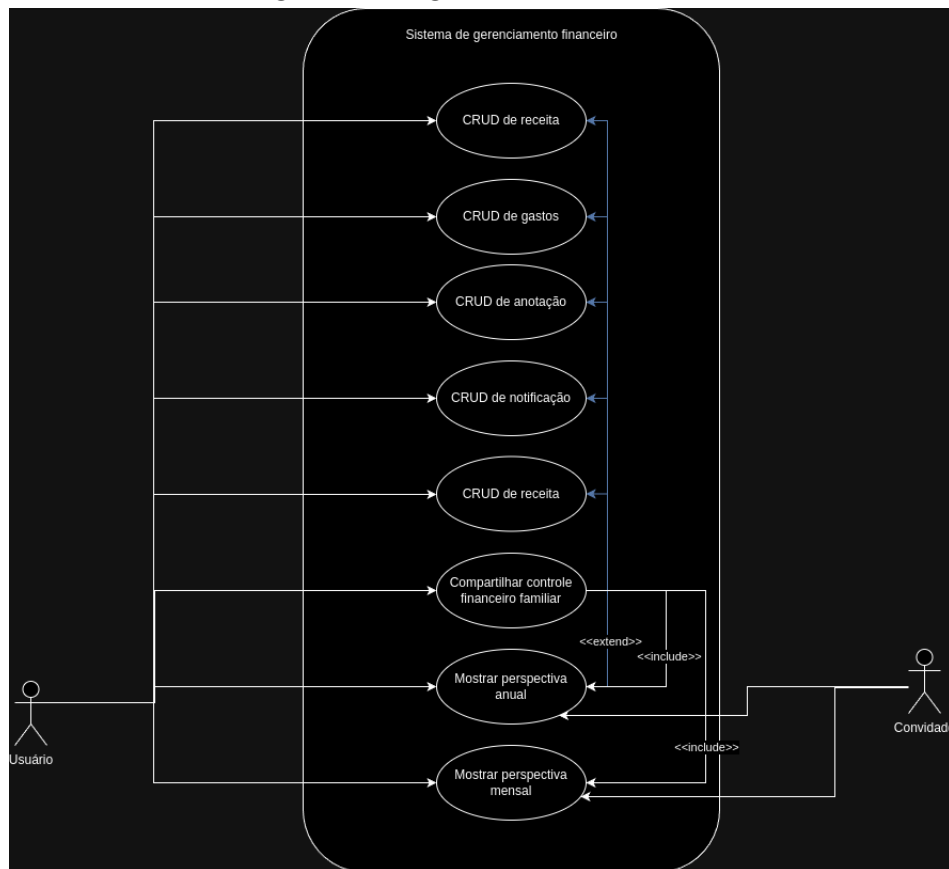 Sistema de gerenciamento financeiro
CRUD de receita
CRUD de gastos
CRUD de anotação
CRUD de notificação
CRUD de receita
Compartilhar controle
financeiro familiar
<<extend>>
<<include>>
Mostrar perspectiva
anual
Convidado
<<include>>
Usuário
Mostrar perspectiva
mensal